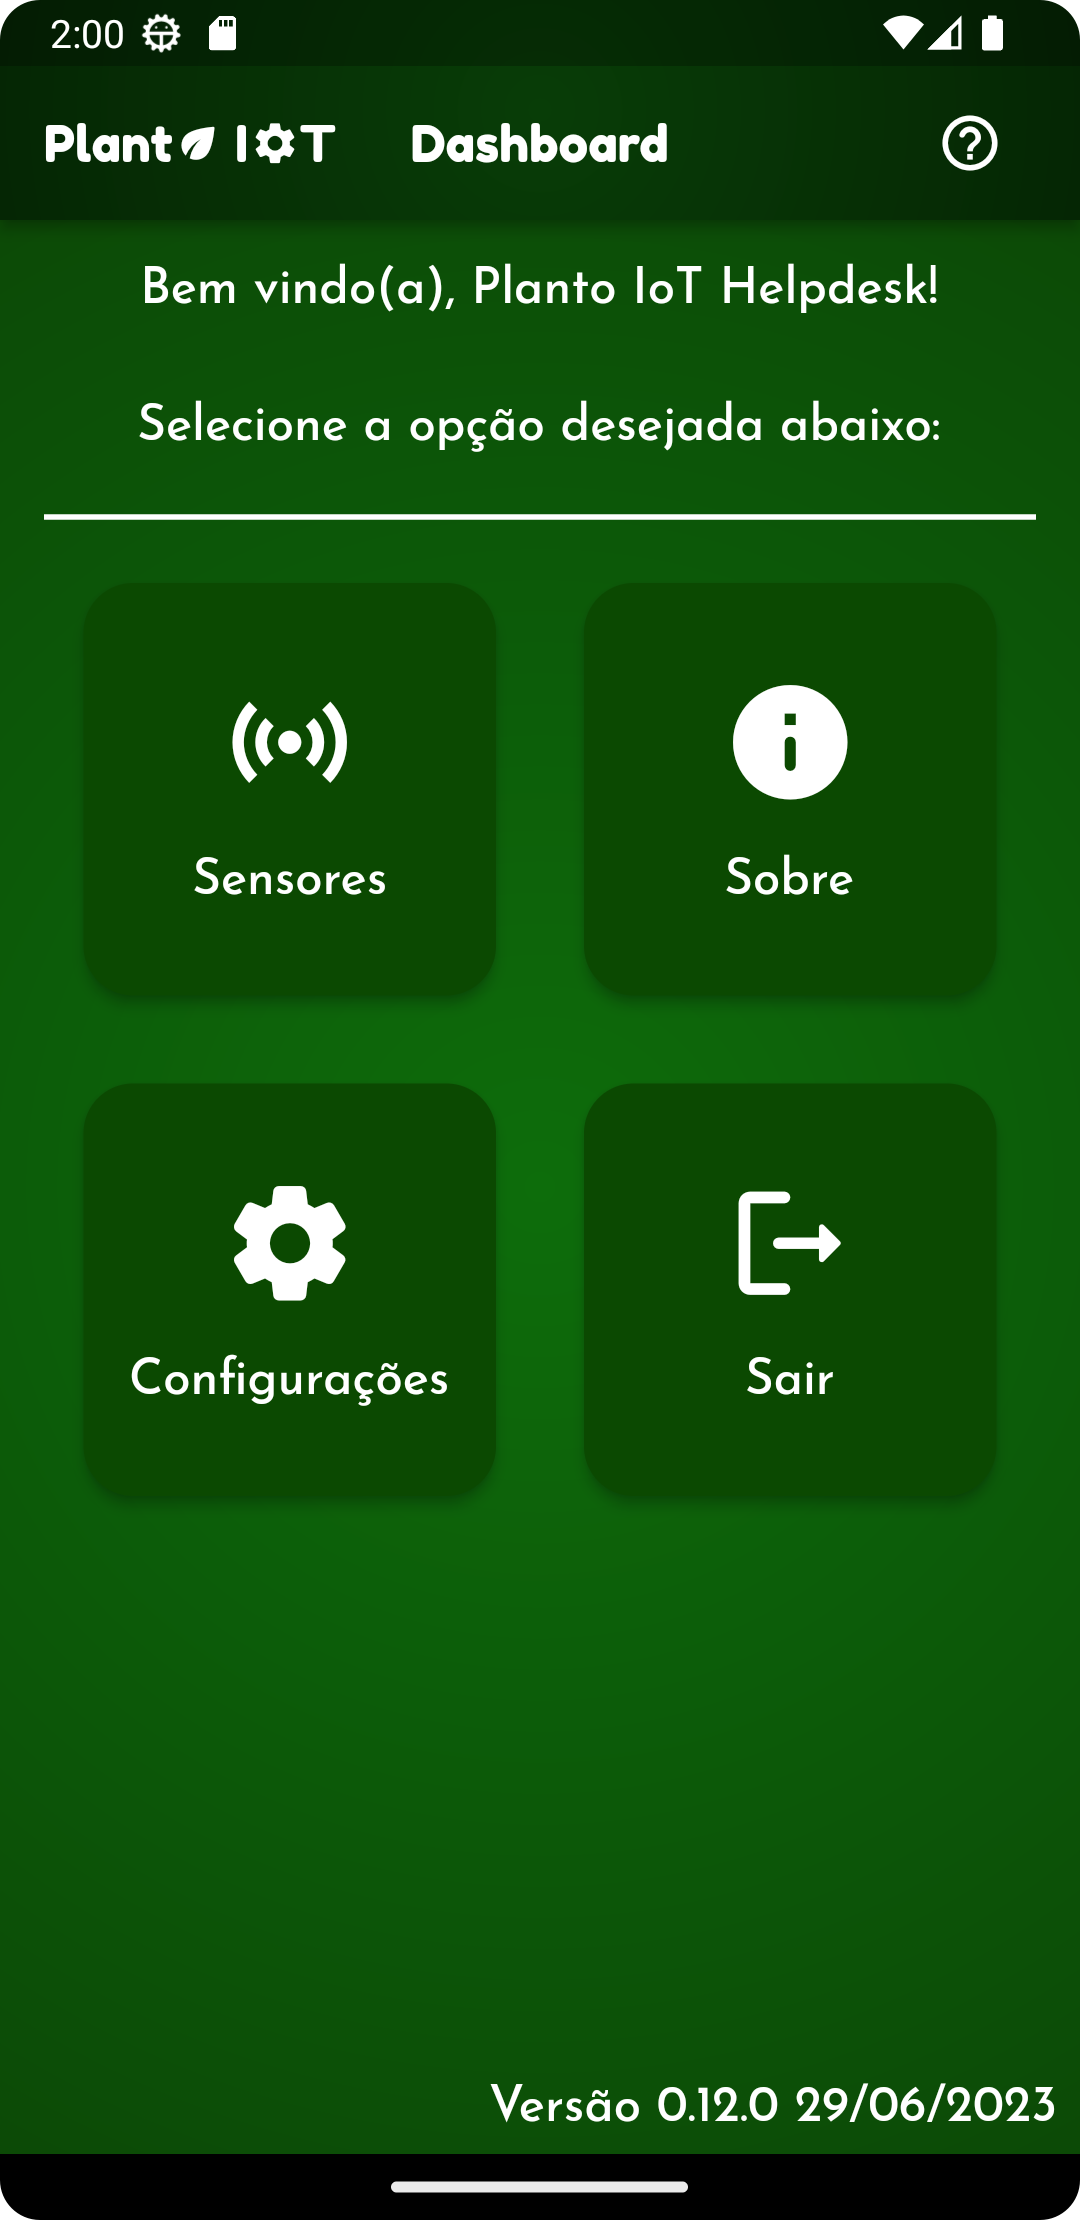 2:00
Plant IoT Dashboard
Bem vindo(a), Planto IoT Helpdesk!
Selecione a opção desejada abaixo:
Sensores
Sobre
Configurações
Sair
Versão 0.12.0 29/06/2023